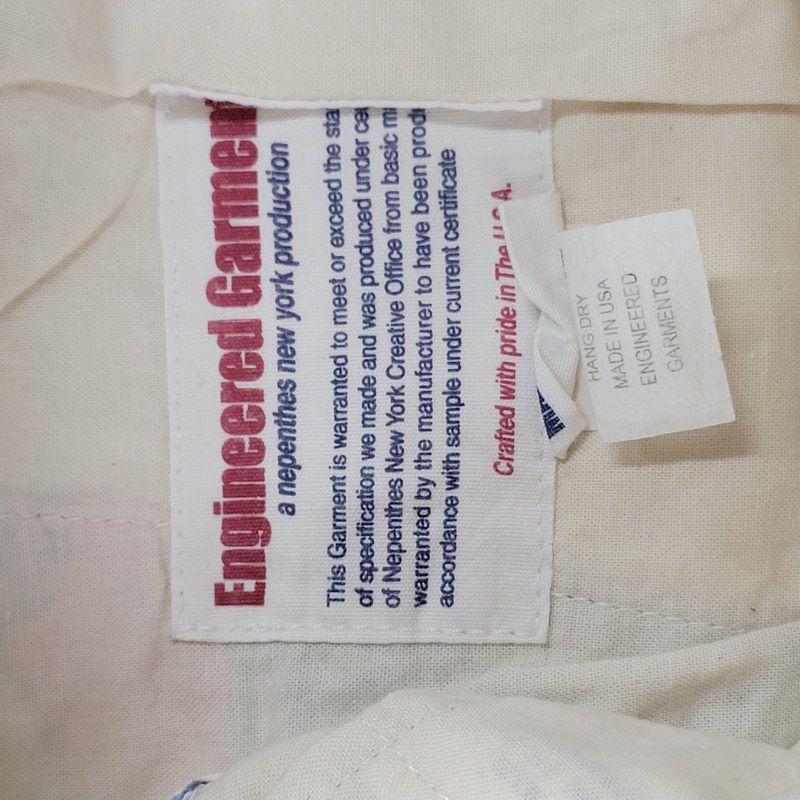 Engineered Garmen
a nepenthes new york production
This Garment is warranted to meet or exceed the sta
of specification we made and was produced under ce
of Nepenthes New York Creative Office from basic m
warranted by the manufacturer to have been prod
accordance with sample under current certificate
Crafted with pride in The U.S.A.
HANG DRY
MADE IN USA
ENGINEERED
GARMENTS